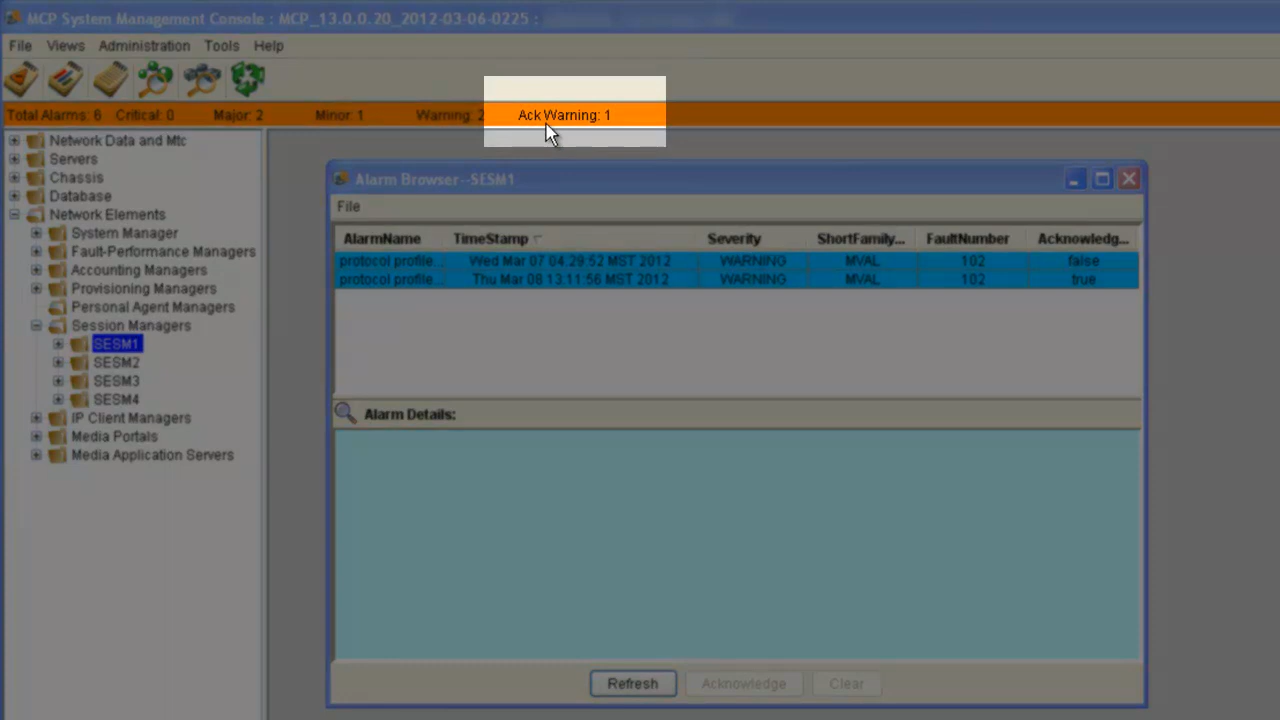 MCP System Management Console : MCP_13.0.0.20_2012-03-06-0225 :
File Views Administration Tools Help
Total Alarms: 6 Critical: 0 Major: 2 Minor: 1 Warning: 2 Ack Warning: 1
Network Data and Mtc
Servers
Chassis
Database
Network Elements
System Manager
Fault-Performance Managers
Accounting Managers
Provisioning Managers
Personal Agent Managers
Session Managers
SESM1
SESM2
SESM3
SESM4
IP Client Managers
Media Portals
Media Application Servers
Alarm Browser--SESM1
File
AlarmName TimeStamp Severity ShortFamily... FaultNumber Acknowledg...
protocol profile... Wed Mar 07 04:29:52 MST 2012 WARNING MVAL 102 false
protocol profile... Thu Mar 08 13:11:56 MST 2012 WARNING MVAL 102 true
Alarm Details:
Refresh Acknowledge Clear